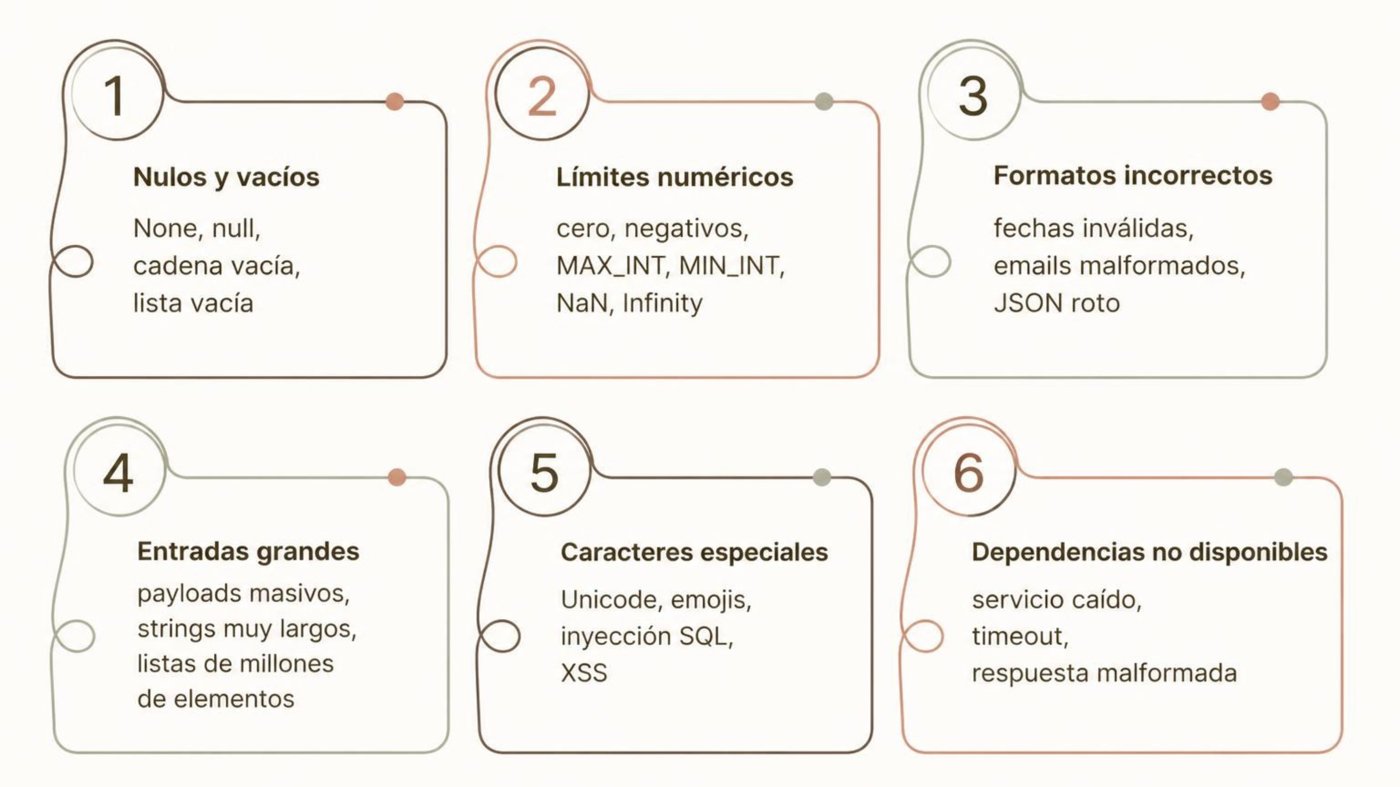 1
Nulos y vacíos
None, null,
cadena vacía,
lista vacía
2
Límites numéricos
cero, negativos,
MAX_INT, MIN_INT,
NaN, Infinity
3
Formatos incorrectos
fechas inválidas,
emails malformados,
JSON roto
4
Entradas grandes
payloads masivos,
strings muy largos,
listas de millones
de elementos
5
Caracteres especiales
Unicode, emojis,
inyección SQL,
XSS
6
Dependencias no disponibles
servicio caído,
timeout,
respuesta malformada